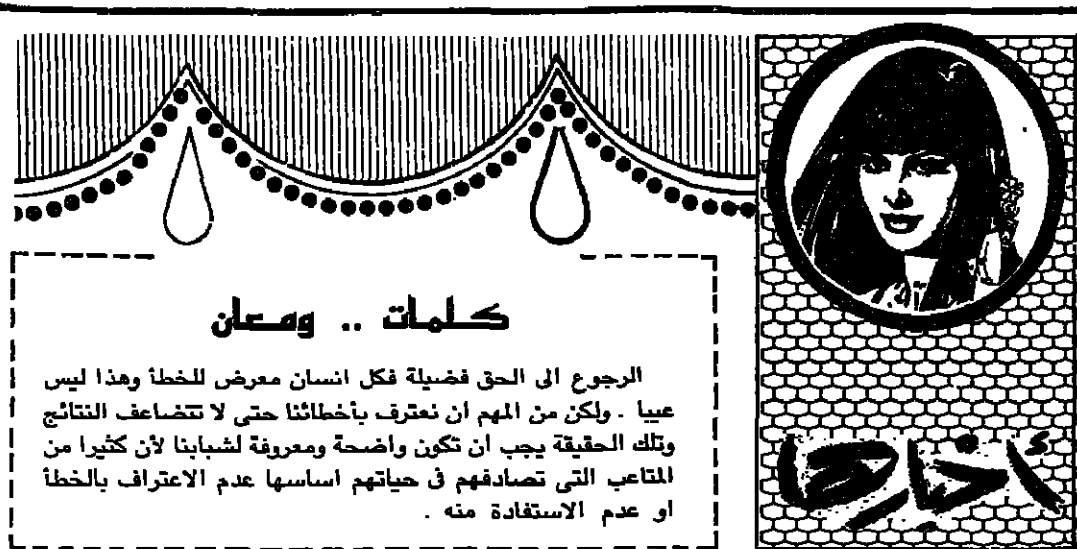 كلمات .. ومعان
الرجوع الى الحق فضيلة فكل انسان معرض للخطأ وهذا ليس
عيبا . ولكن من المهم ان نعترف بأخطائنا حتى لا تتضاعف النتائج
وتلك الحقيقة يجب ان تكون واضحة ومعروفة لشبابنا لأن كثيرا من
المتاعب التى تصادفهم فى حياتهم اساسها عدم الاعتراف بالخطأ
او عدم الاستفادة منه .
أخبارها